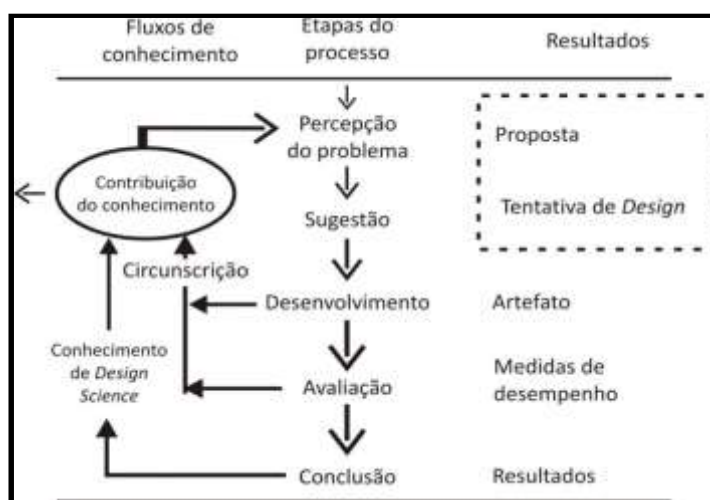 Fluxos de
conhecimento
Etapas do
processo
Resultados
Percepção
do problema
Proposta
Contribuição
do conhecimento
Sugestão
Tentativa de Design
Circunscrição
Desenvolvimento
Artefato
Conhecimento
de Design
Science
Avaliação
Medidas de
desempenho
Conclusão
Resultados